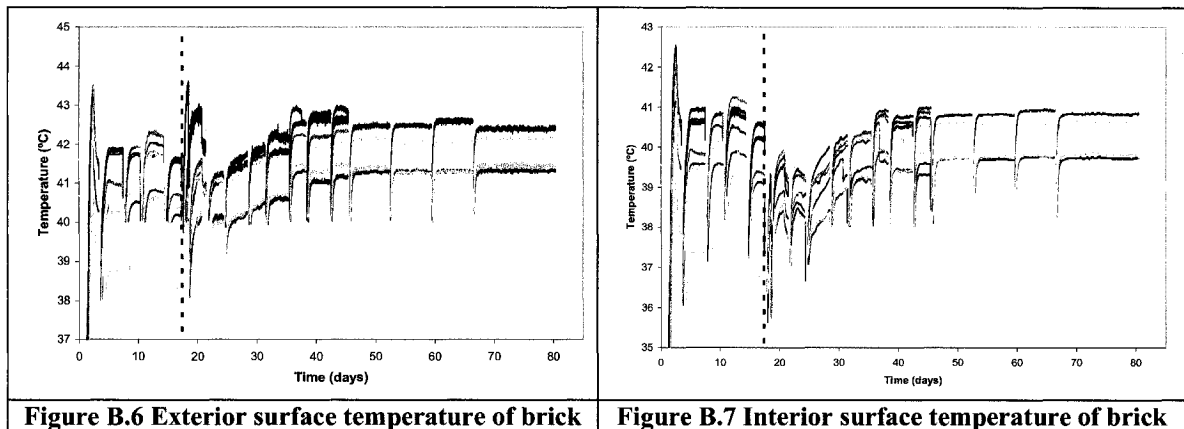 45
44
43
42
41
40
39
38
37
Temperature (ºC)
0 10 20 30 40 50 60 70 80
Time (days)
Figure B.6 Exterior surface temperature of brick
43
42
41
40
39
38
37
36
35
Temperature (ºC)
0 10 20 30 40 50 60 70 80
Time (days)
Figure B.7 Interior surface temperature of brick